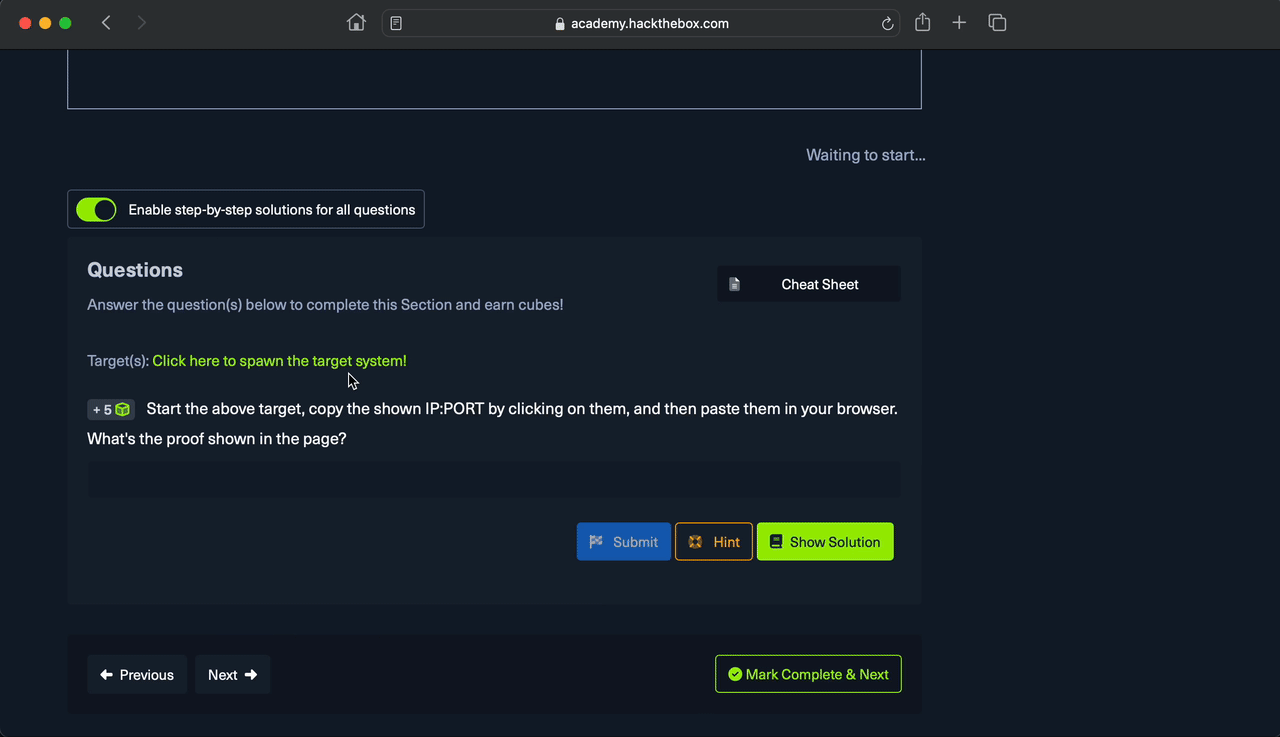 academy.hackthebox.com
Waiting to start...
Enable step-by-step solutions for all questions
Questions
Cheat Sheet
Answer the question(s) below to complete this Section and earn cubes!
Target(s): Click here to spawn the target system!
+ 5 Start the above target, copy the shown IP:PORT by clicking on them, and then paste them in your browser.
What's the proof shown in the page?
Submit
Hint
Show Solution
Previous
Next
Mark Complete & Next